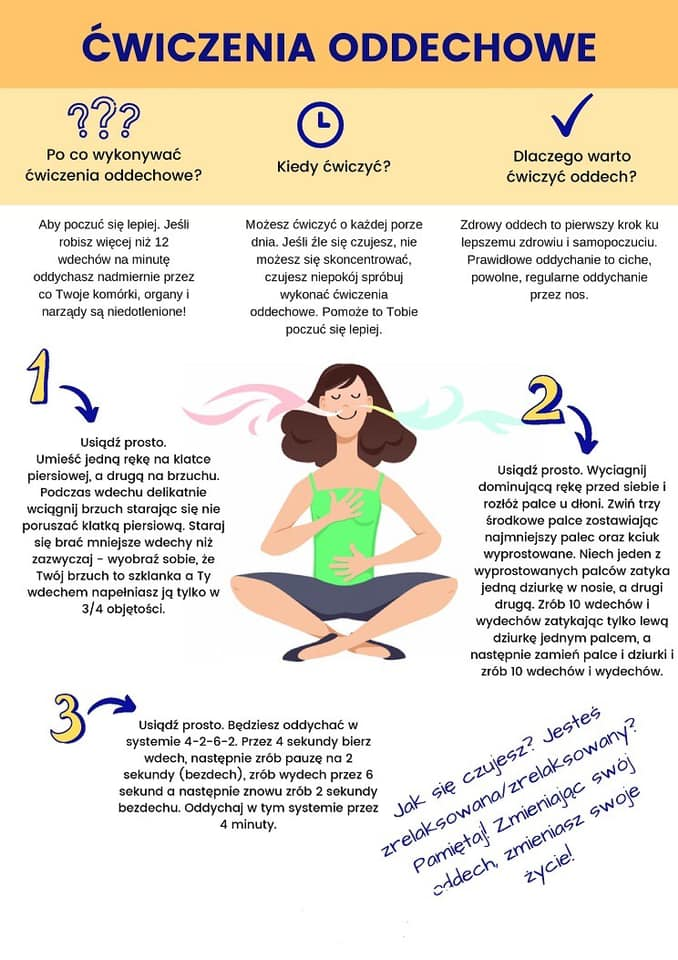 ĆWICZENIA ODDECHOWE
???
Po co wykonywać
ćwiczenia oddechowe?
Kiedy ćwiczyć?
Dlaczego warto
ćwiczyć oddech?
Aby poczuć się lepiej. Jeśli
robisz więcej niż 12
wdechów na minutę
oddychasz nadmiernie przez
co Twoje komórki, organy i
narządy są niedotlenione!
Możesz ćwiczyć o każdej porze
dnia. Jeśli źle się czujesz, nie
możesz się skoncentrować,
czujesz niepokój spróbuj
wykonać ćwiczenia
oddechowe. Pomoże to Tobie
poczuć się lepiej.
Zdrowy oddech to pierwszy krok ku
lepszemu zdrowiu i samopoczuciu.
Prawidłowe oddychanie to ciche,
powolne, regularne oddychanie
przez nos.
1
Usiądź prosto.
Umieść jedną rękę na klatce
piersiowej, a drugą na brzuchu.
Podczas wdechu delikatnie
wciągnij brzuch starając się nie
poruszać klatką piersiową. Staraj
się brać mniejsze wdechy niż
zazwyczaj - wyobraź sobie, że
Twój brzuch to szklanka a Ty
wdechem napełniasz ją tylko w
3/4 objętości.
2
Usiądź prosto. Wyciagnij
dominującą rękę przed siebie i
rozłóż palce u dłoni. Zwiń trzy
środkowe palce zostawiając
najmniejszy palec oraz kciuk
wyprostowane. Niech jeden z
wyprostowanych palców zatyka
jedną dziurkę w nosie, a drugi
drugą. Zrób 10 wdechów i
wydechów zatykając tylko lewą
dziurkę jednym palcem, a
następnie zamień palce i dziurki i
zrób 10 wdechów i wydechów.
3
Usiądź prosto. Będziesz oddychać w
systemie 4-2-6-2. Przez 4 sekundy bierz
wdech, następnie zrób pauzę na 2
sekundy (bezdech), zrób wydech przez 6
sekund a następnie znowu zrób 2 sekundy
bezdechu. Oddychaj w tym systemie przez
4 minuty.
Jak się czujesz? Jesteś
zrelaksowana/zrelaksowany?
Pamiętaj! Zmieniając swój
oddech, zmieniasz swoje
życie!